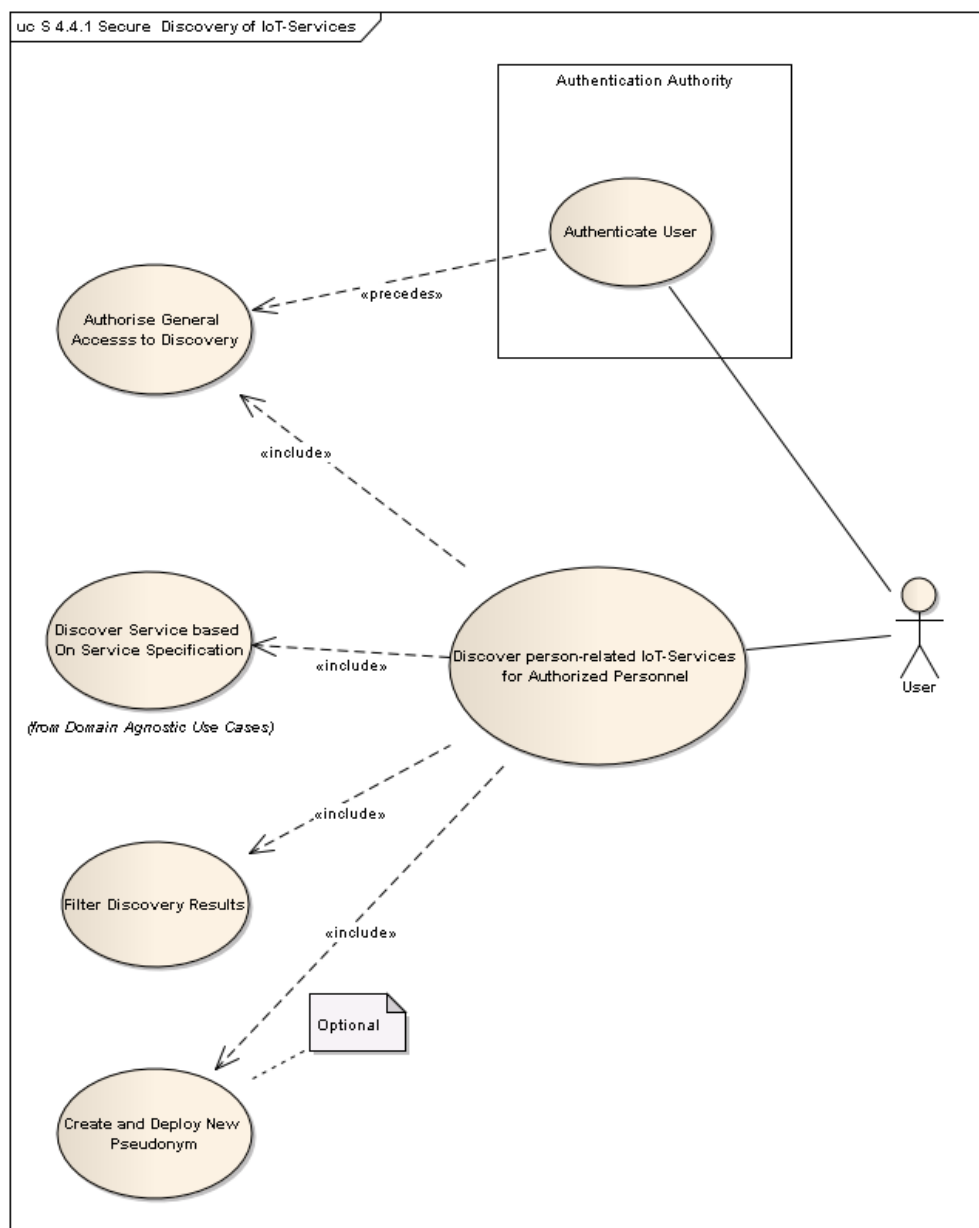 uc S 4.4.1 Secure  Discovery of IoT-Services
Authentication Authority
Authenticate User
«precedes»
Authorise General
Accesss to Discovery
«include»
Discover Service based
On Service Specification
«include»
Discover person-related IoT-Services
for Authorized Personnel
User
(from Domain Agnostic Use Cases)
«include»
Filter Discovery Results
«include»
Optional
Create and Deploy New
Pseudonym